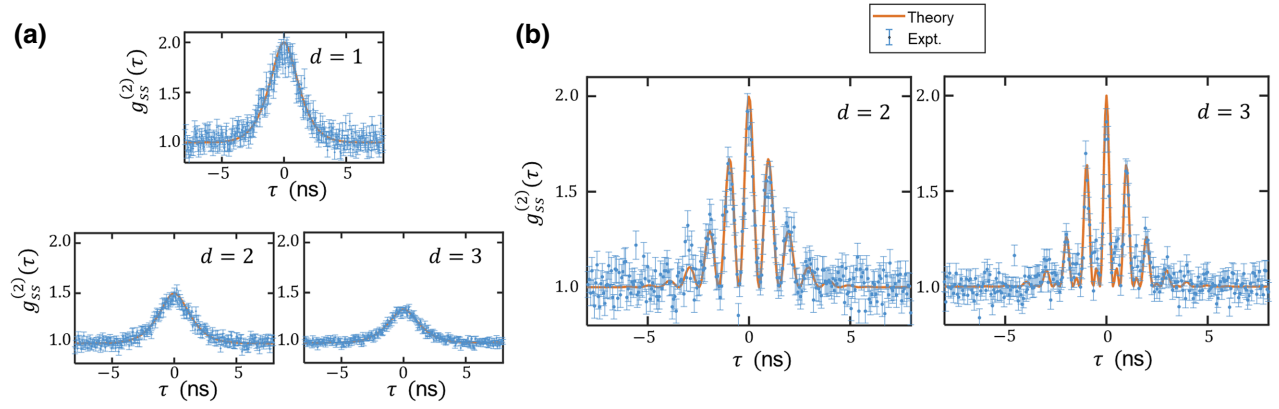 (a)
d = 1
g_ss^(2)(τ)
2.0
1.5
1.0
−5 0 5
τ (ns)
d = 2
g_ss^(2)(τ)
2.0
1.5
1.0
−5 0 5
τ (ns)
d = 3
2.0
1.5
1.0
−5 0 5
τ (ns)
(b)
Theory
Expt.
d = 2
g_ss^(2)(τ)
2.0
1.5
1.0
−5 0 5
τ (ns)
d = 3
2.0
1.5
1.0
−5 0 5
τ (ns)